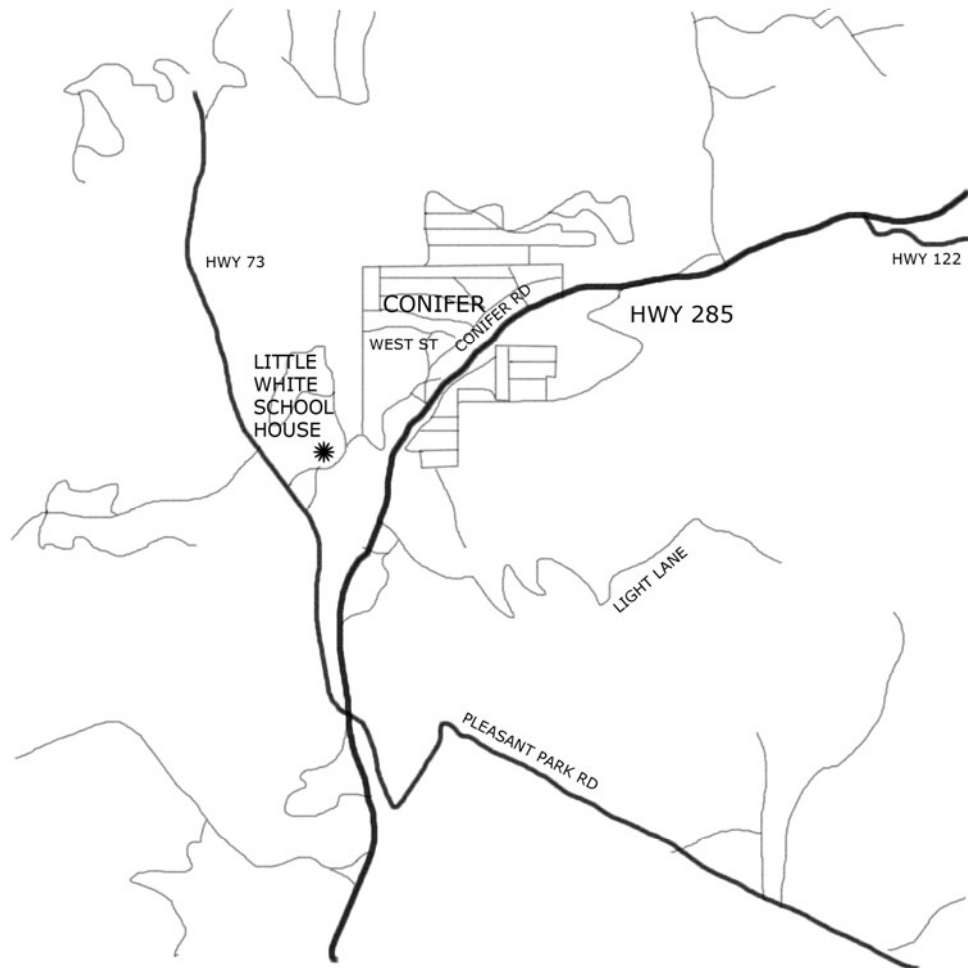 HWY 73
HWY 122
CONIFER
CONIFER RD
HWY 285
WEST ST
LITTLE
WHITE
SCHOOL
HOUSE
LIGHT LANE
PLEASANT PARK RD